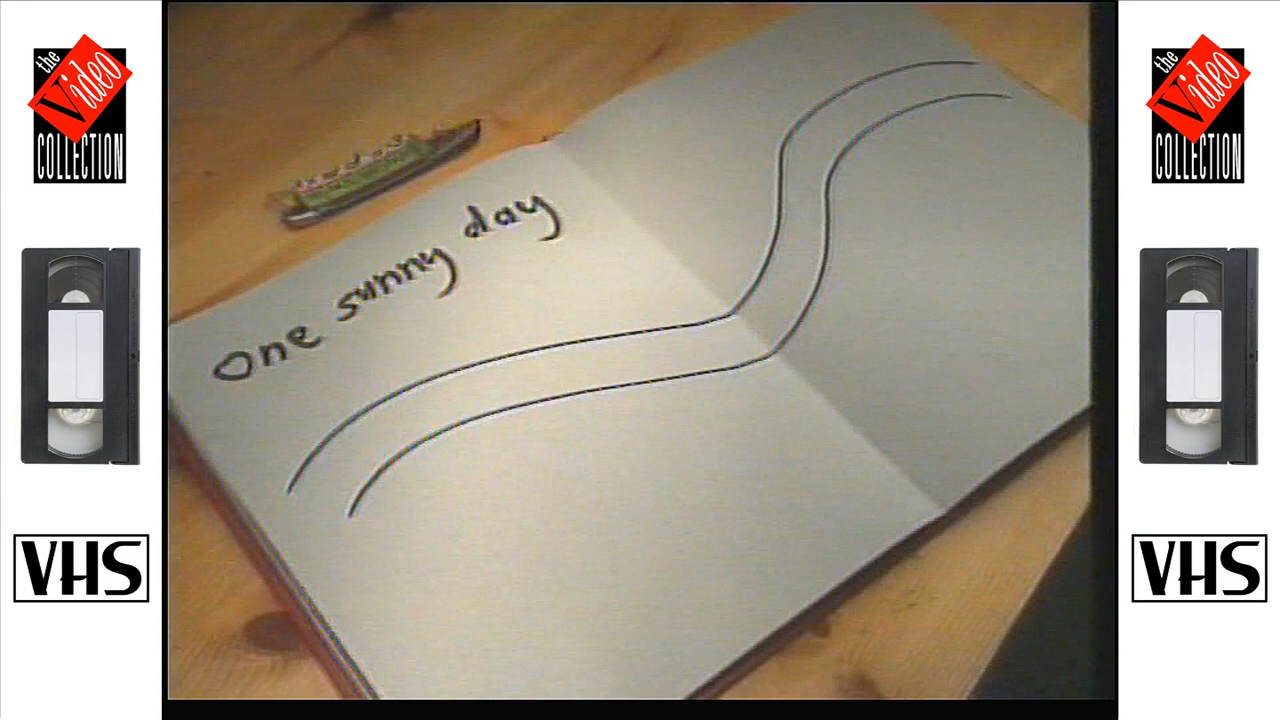 the
Video
COLLECTION
VHS
One sunny day
the
Video
COLLECTION
VHS